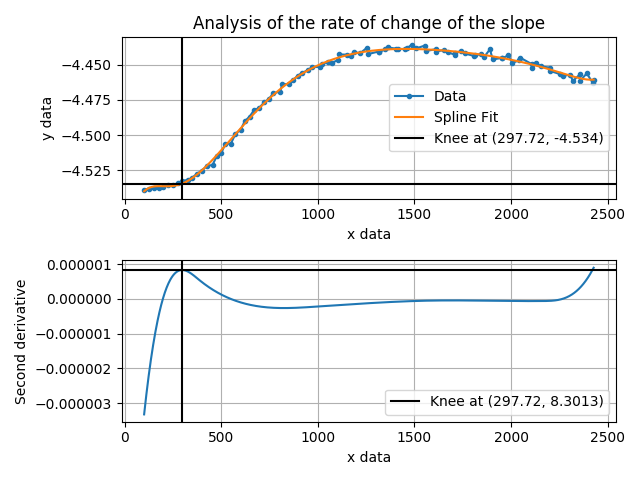 Analysis of the rate of change of the slope
−4.450
−4.475
−4.500
−4.525
y data
Data
Spline Fit
Knee at (297.72, -4.534)
0 500 1000 1500 2000 2500
x data
0.000001
0.000000
−0.000001
−0.000002
−0.000003
Second derivative
Knee at (297.72, 8.3013)
0 500 1000 1500 2000 2500
x data